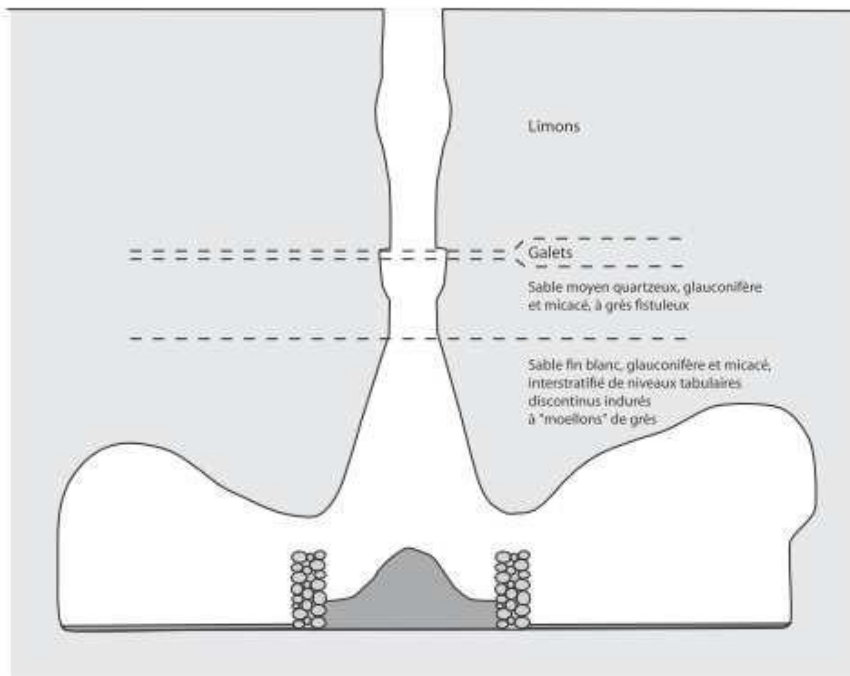 Limons
Galets
Sable moyen quartzeux, glauconifère
et micacé, à grès fistuleux
Sable fin blanc, glauconifère et micacé,
interstratifié de niveaux tabulaires
discontinus indurés
à "moellons" de grès